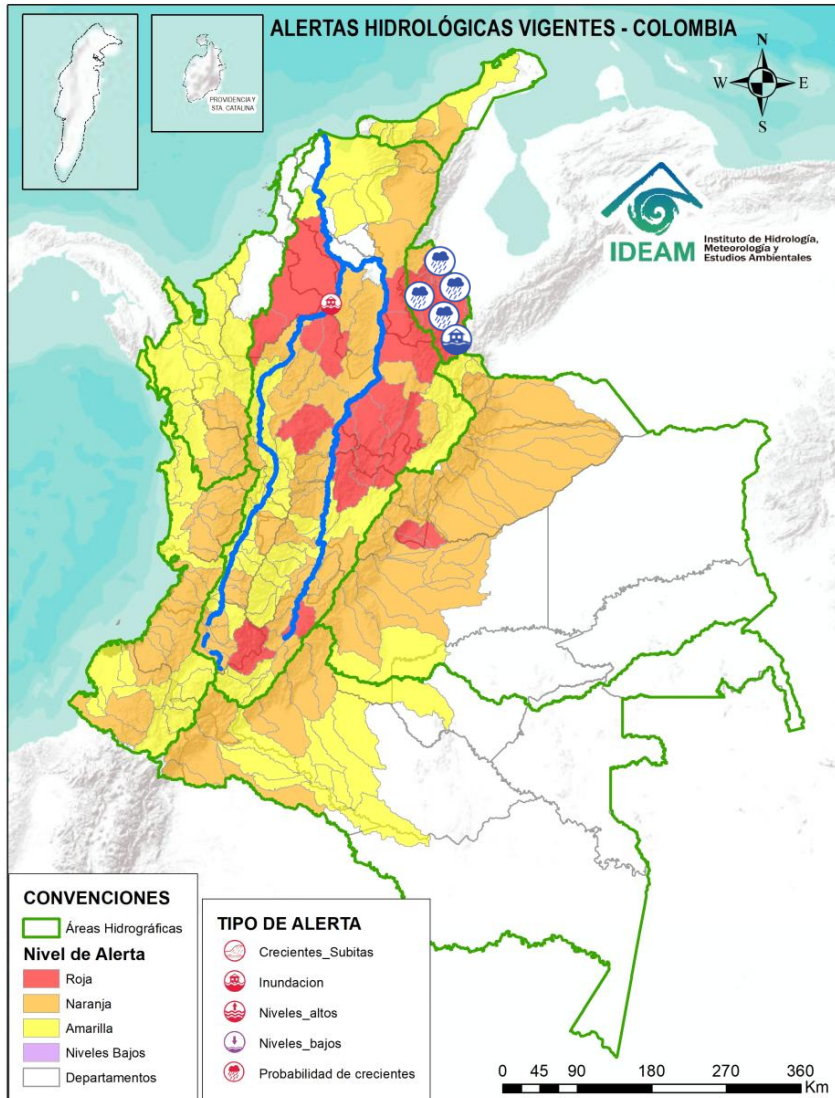 ALERTAS HIDROLÓGICAS VIGENTES - COLOMBIA
PROVIDENCIA Y
STA. CATALINA
N
W
E
S
IDEAM
Instituto de Hidrología,
Meteorología y
Estudios Ambientales
CONVENCIONES
Áreas Hidrográficas
Nivel de Alerta
Roja
Naranja
Amarilla
Niveles Bajos
Departamentos
TIPO DE ALERTA
Crecientes_Subitas
Inundacion
Niveles_altos
Niveles_bajos
Probabilidad de crecientes
0 45 90 180 270 360
Km